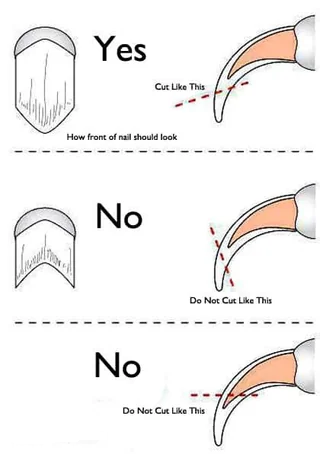 Yes
Cut Like This
How front of nail should look
No
Do Not Cut Like This
No
Do Not Cut Like This